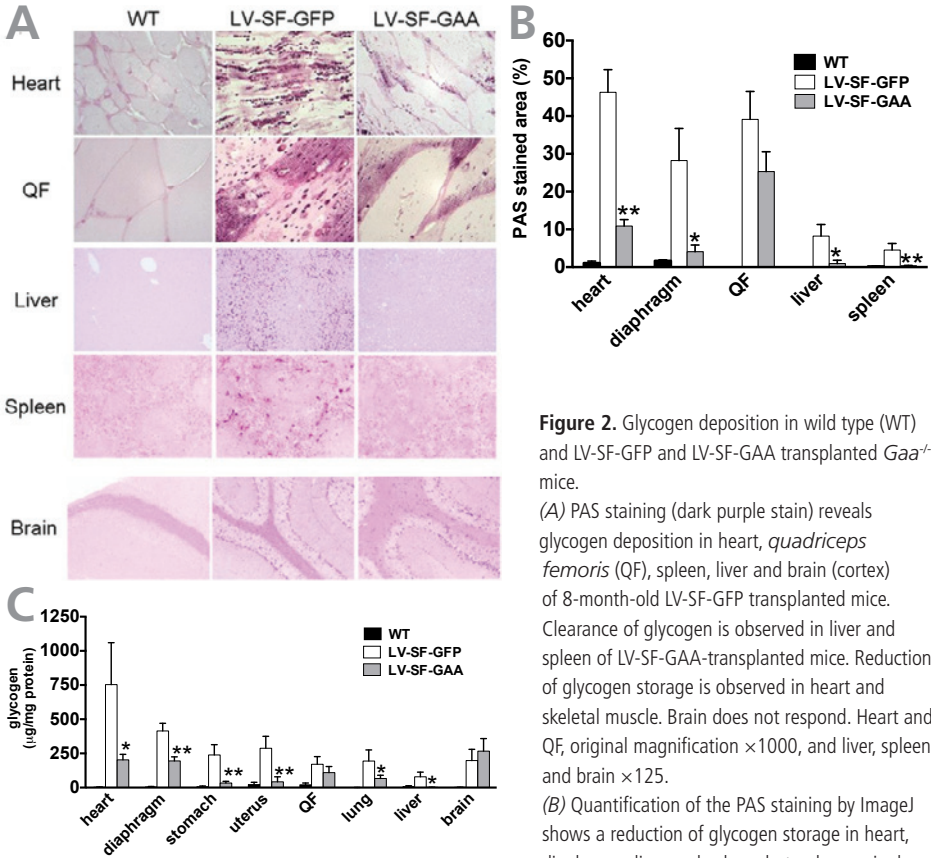 A
WT LV-SF-GFP LV-SF-GAA
Heart
QF
Liver
Spleen
Brain
B
PAS stained area (%)
60
50
40
30
20
10
0
WT
LV-SF-GFP
LV-SF-GAA
**
*
*
**
heart diaphragm QF liver spleen
Figure 2. Glycogen deposition in wild type (WT)
and LV-SF-GFP and LV-SF-GAA transplanted Gaa-/-
mice.
(A) PAS staining (dark purple stain) reveals
glycogen deposition in heart, quadriceps
femoris (QF), spleen, liver and brain (cortex)
of 8-month-old LV-SF-GFP transplanted mice.
Clearance of glycogen is observed in liver and
spleen of LV-SF-GAA-transplanted mice. Reduction
of glycogen storage is observed in heart and
skeletal muscle. Brain does not respond. Heart and
QF, original magnification ×1000, and liver, spleen
and brain ×125.
(B) Quantification of the PAS staining by ImageJ
shows a reduction of glycogen storage in heart,
C
glycogen
(µg/mg protein)
1250
1000
750
500
250
0
WT
LV-SF-GFP
LV-SF-GAA
*
**
**
**
*
*
heart diaphragm stomach uterus QF lung liver brain